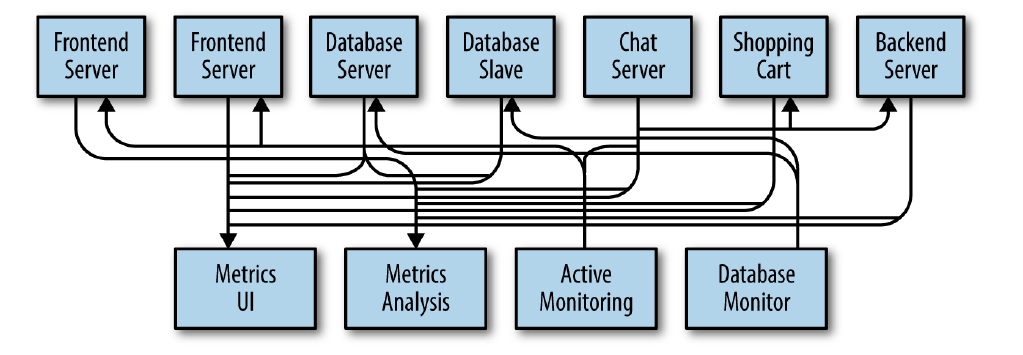 Frontend
Server
Frontend
Server
Database
Server
Database
Slave
Chat
Server
Shopping
Cart
Backend
Server
Metrics
UI
Metrics
Analysis
Active
Monitoring
Database
Monitor